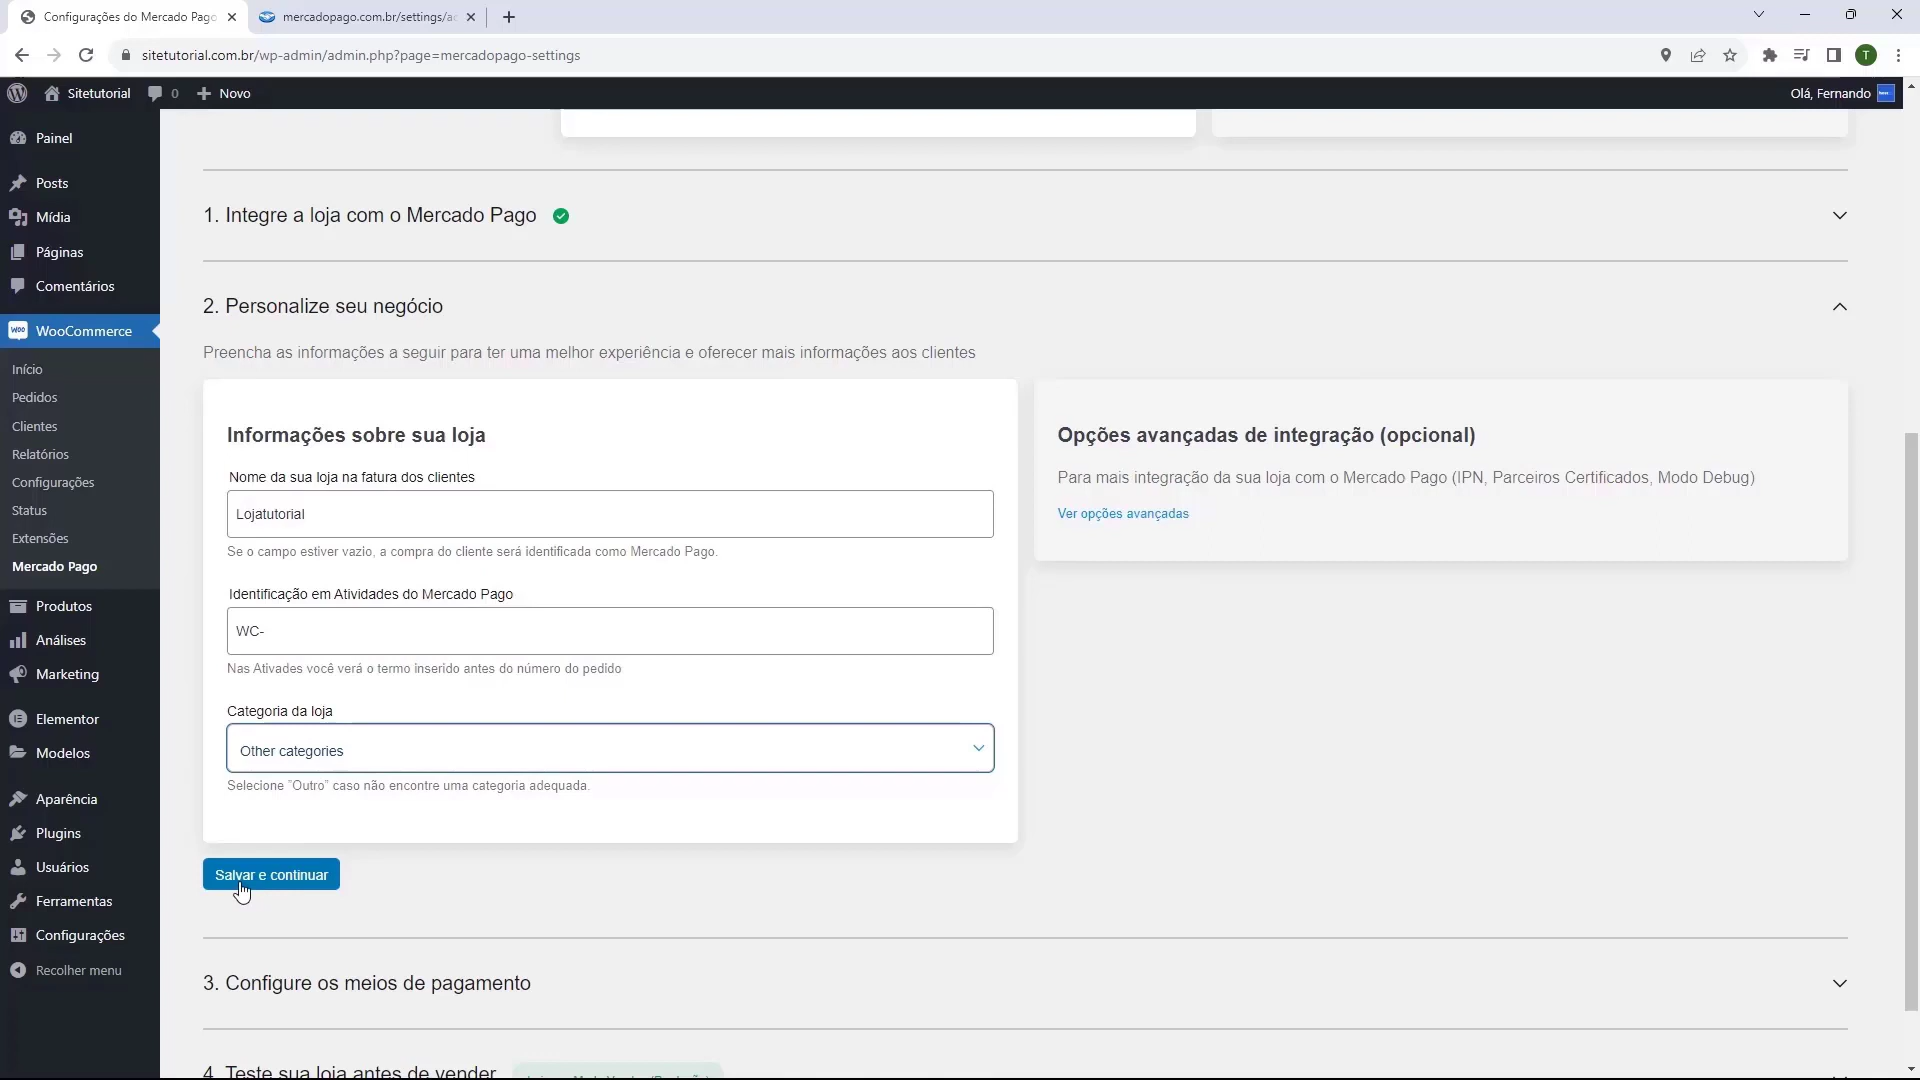 Configurações do Mercado Pago
mercadopago.com.br/settings/ac
sitetutorial.com.br/wp-admin/admin.php?page=mercadopago-settings
T
Sitetutorial
0
Novo
Olá, Fernando
Painel
Posts
Mídia
Páginas
Comentários
WooCommerce
Início
Pedidos
Clientes
Relatórios
Configurações
Status
Extensões
Mercado Pago
Produtos
Análises
Marketing
Elementor
Modelos
Aparência
Plugins
Usuários
Ferramentas
Configurações
Recolher menu
1. Integre a loja com o Mercado Pago
2. Personalize seu negócio
Preencha as informações a seguir para ter uma melhor experiência e oferecer mais informações aos clientes
Informações sobre sua loja
Nome da sua loja na fatura dos clientes
Lojatutorial
Se o campo estiver vazio, a compra do cliente será identificada como Mercado Pago.
Identificação em Atividades do Mercado Pago
WC-
Nas Ativades você verá o termo inserido antes do número do pedido
Categoria da loja
Other categories
Selecione "Outro" caso não encontre uma categoria adequada.
Salvar e continuar
Opções avançadas de integração (opcional)
Para mais integração da sua loja com o Mercado Pago (IPN, Parceiros Certificados, Modo Debug)
Ver opções avançadas
3. Configure os meios de pagamento
4. Teste sua loja antes de vender